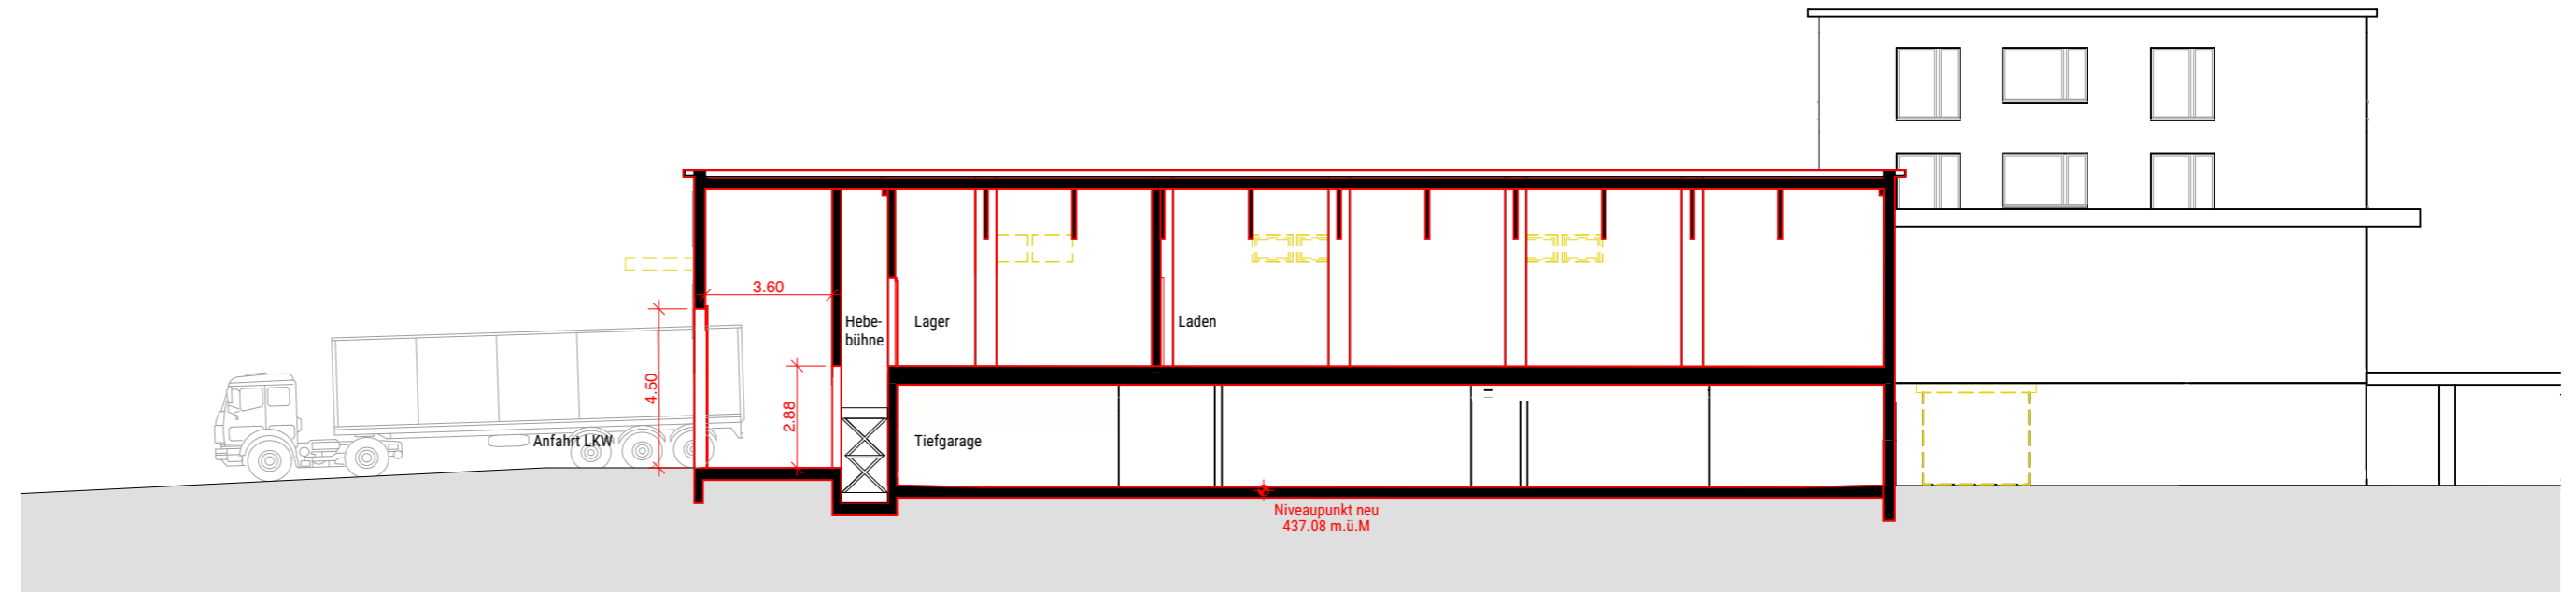 3.60
Hebe-
bühne
Lager
Laden
4.50
2.88
Anfahrt LKW
Tiefgarage
Niveaupunkt neu
437.08 m.ü.M